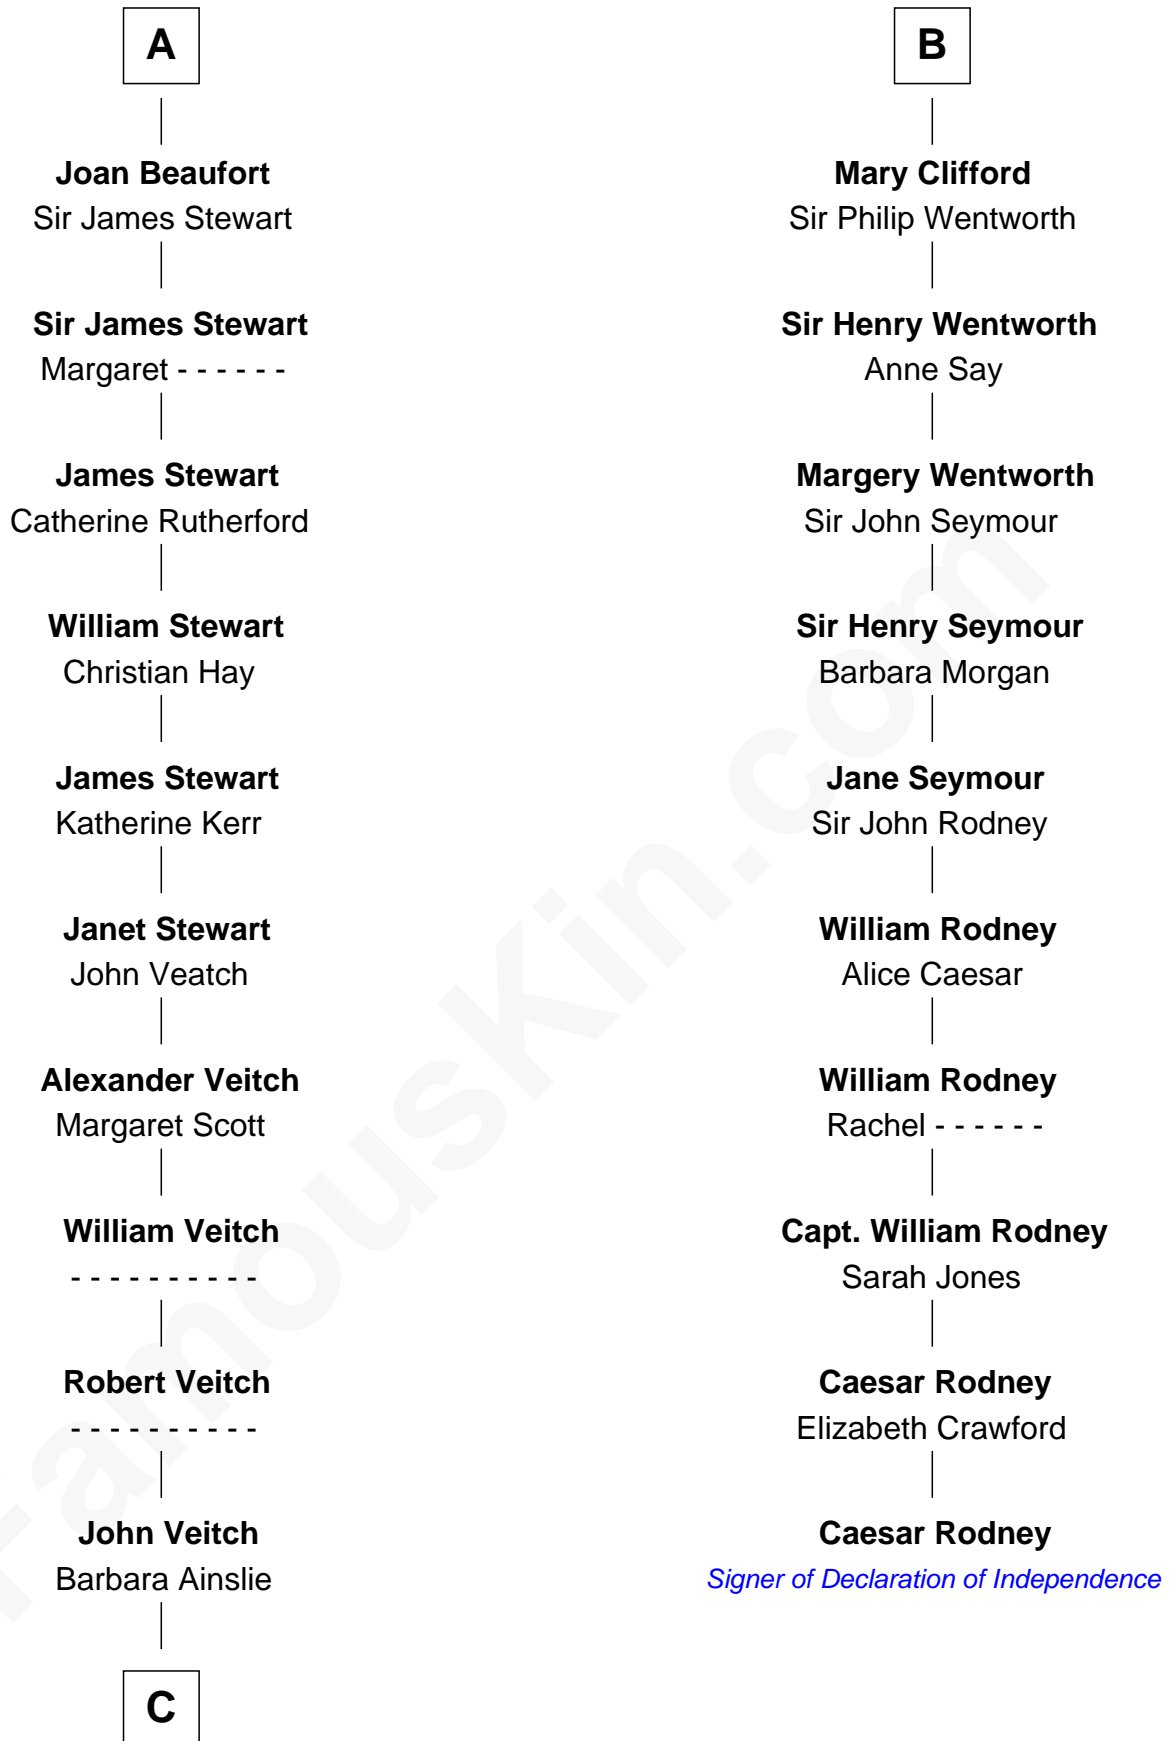 A
Joan Beaufort
Sir James Stewart
Sir James Stewart
Margaret - - - - - -
James Stewart
Catherine Rutherford
William Stewart
Christian Hay
James Stewart
Katherine Kerr
Janet Stewart
John Veatch
Alexander Veitch
Margaret Scott
William Veitch
- - - - - - - - - -
Robert Veitch
- - - - - - - - - -
John Veitch
Barbara Ainslie
C
B
Mary Clifford
Sir Philip Wentworth
Sir Henry Wentworth
Anne Say
Margery Wentworth
Sir John Seymour
Sir Henry Seymour
Barbara Morgan
Jane Seymour
Sir John Rodney
William Rodney
Alice Caesar
William Rodney
Rachel - - - - - -
Capt. William Rodney
Sarah Jones
Caesar Rodney
Elizabeth Crawford
Caesar Rodney
Signer of Declaration of Independence
FamousKin.com